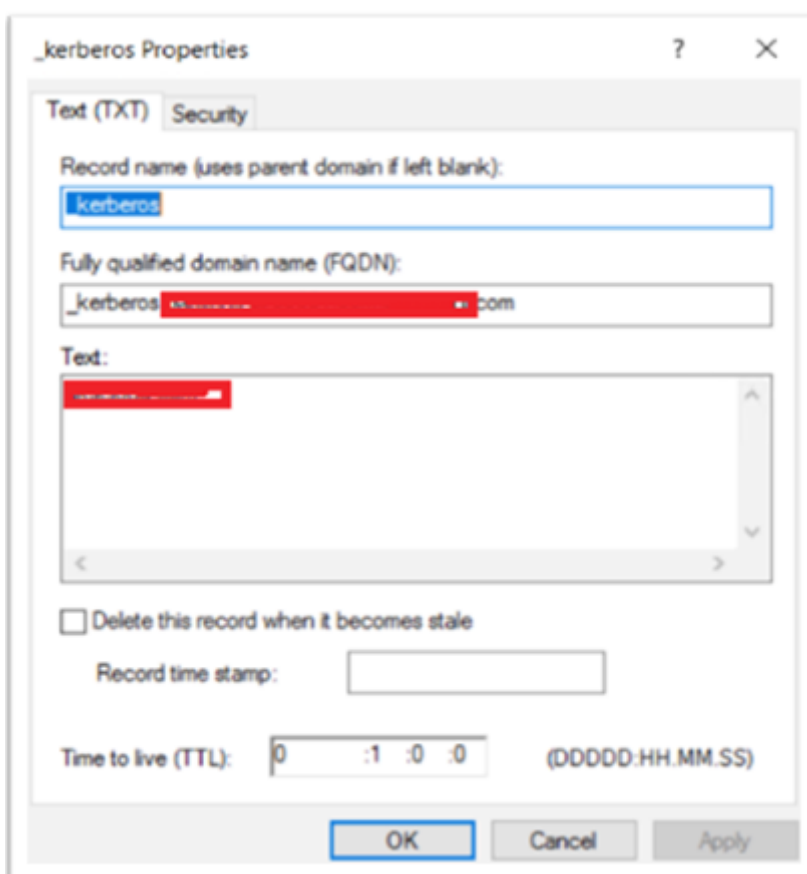 _kerberos Properties
? ×
Text (TXT) Security
Record name (uses parent domain if left blank):
_kerberos
Fully qualified domain name (FQDN):
_kerberos com
Text:
Delete this record when it becomes stale
Record time stamp:
Time to live (TTL): 0 :1 :0 :0 (DDDDD:HH.MM.SS)
OK Cancel Apply